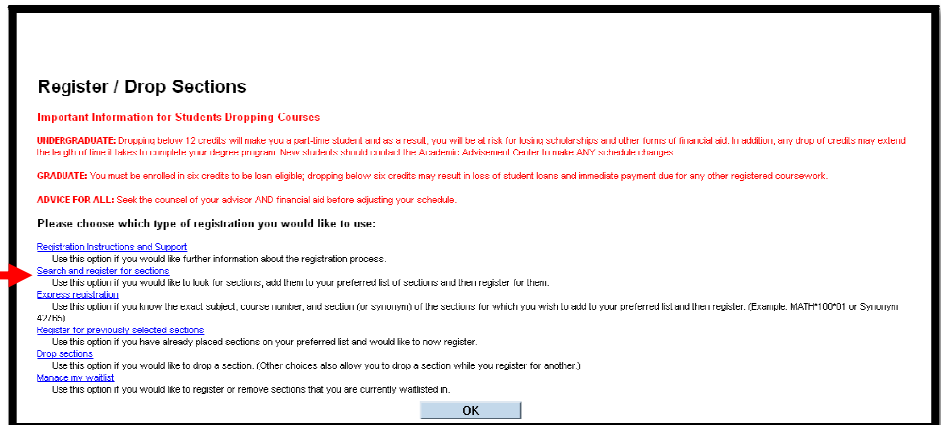 Register / Drop Sections
Important Information for Students Dropping Courses
UNDERGRADUATE: Dropping below 12 credits will make you a part-time student and as a result, you will be at risk for losing scholarships and other forms of financial aid. In addition, any drop of credits may extend
the length of time it takes to complete your degree program. New students should contact the Academic Advisement Center to make ANY schedule changes.
GRADUATE: You must be enrolled in six credits to be loan eligible; dropping below six credits may result in loss of student loans and immediate payment due for any other registered coursework.
ADVICE FOR ALL: Seek the counsel of your advisor AND financial aid before adjusting your schedule.
Please choose which type of registration you would like to use:
Registration Instructions and Support
Use this option if you would like further information about the registration process.
Search and register for sections
Use this option if you would like to look for sections, add them to your preferred list of sections and then register for them.
Express registration
Use this option if you know the exact subject, course number, and section (or synonym) of the sections for which you wish to add to your preferred list and then register. (Example: MATH*100*01 or Synonym
42765)
Register for previously selected sections
Use this option if you have already placed sections on your preferred list and would like to now register.
Drop sections
Use this option if you would like to drop a section. (Other choices also allow you to drop a section while you register for another.)
Manage my waitlist
Use this option if you would like to register or remove sections that you are currently waitlisted in.
OK